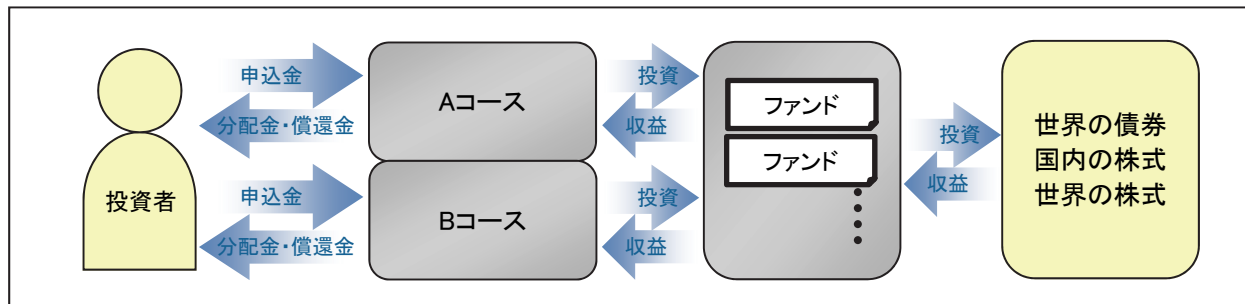 投資者
申込金
分配金・償還金
申込金
分配金・償還金
Aコース
Bコース
投資
収益
投資
収益
ファンド
ファンド
投資
収益
世界の債券
国内の株式
世界の株式